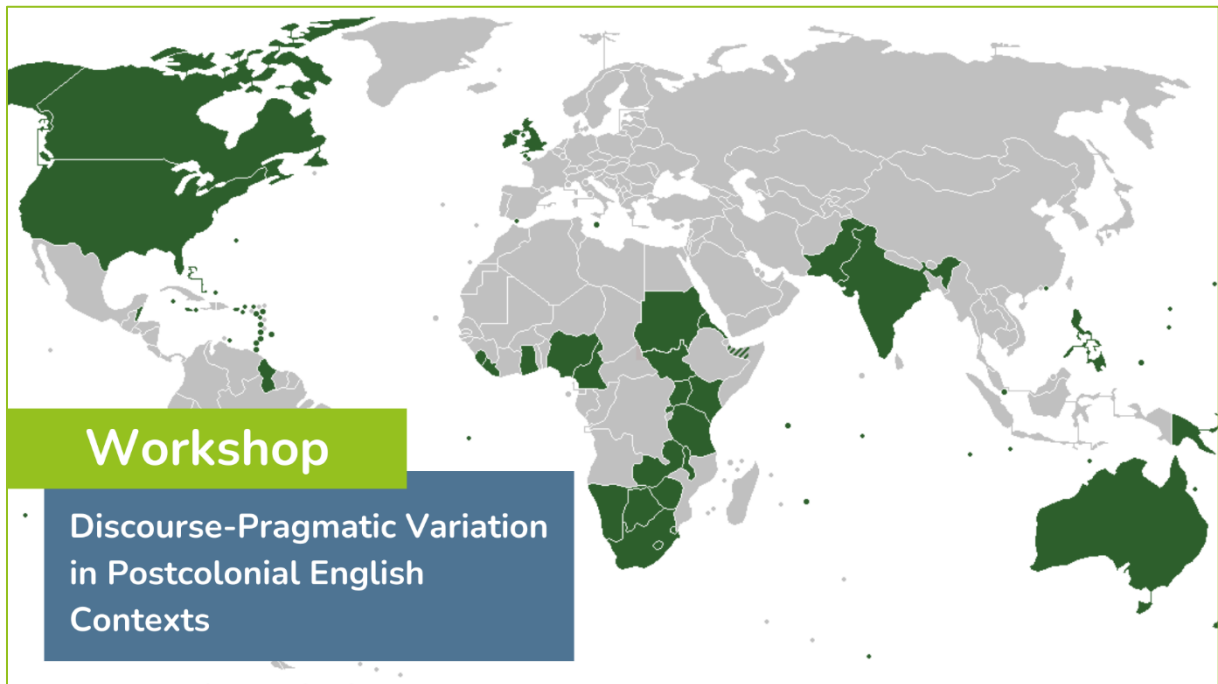 Workshop
Discourse-Pragmatic Variation
in Postcolonial English
Contexts